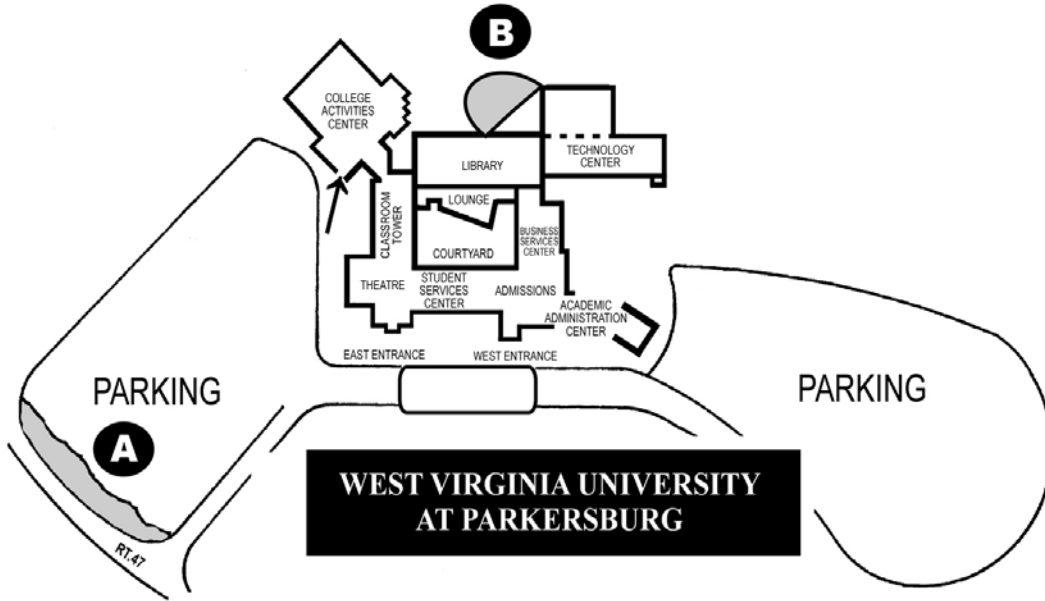 B
COLLEGE
ACTIVITIES
CENTER
LIBRARY
TECHNOLOGY
CENTER
LOUNGE
CLASSROOM
TOWER
BUSINESS
SERVICES
CENTER
COURTYARD
THEATRE
STUDENT
SERVICES
CENTER
ADMISSIONS
ACADEMIC
ADMINISTRATION
CENTER
EAST ENTRANCE
WEST ENTRANCE
PARKING
PARKING
A
WEST VIRGINIA UNIVERSITY
AT PARKERSBURG
RT.47